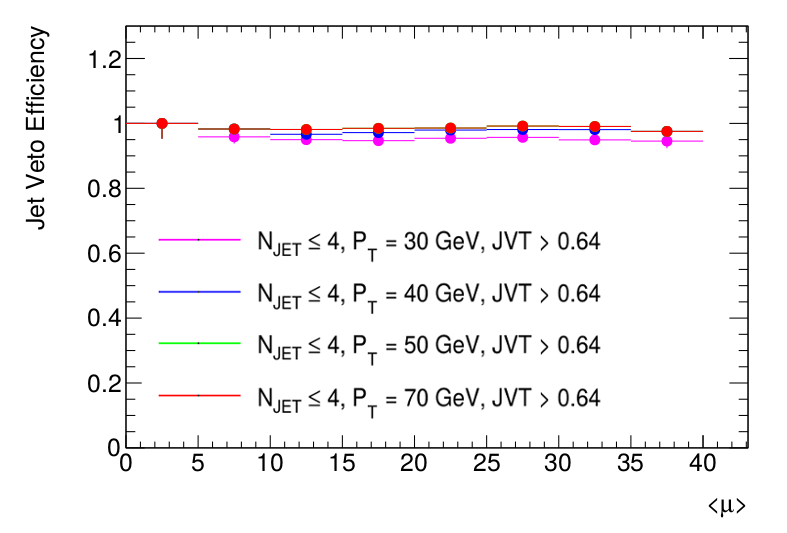 Jet Veto Efficiency
1.2
1
0.8
0.6
0.4
0.2
0
N_JET ≤ 4, P_T = 30 GeV, JVT > 0.64
N_JET ≤ 4, P_T = 40 GeV, JVT > 0.64
N_JET ≤ 4, P_T = 50 GeV, JVT > 0.64
N_JET ≤ 4, P_T = 70 GeV, JVT > 0.64
0 5 10 15 20 25 30 35 40
<μ>